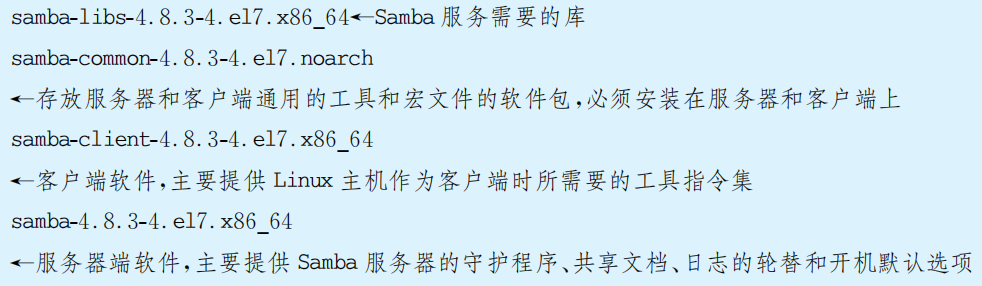 samba-libs-4.8.3-4.el7.x86_64←Samba 服务需要的库
samba-common-4.8.3-4.el7.noarch
←存放服务器和客户端通用的工具和宏文件的软件包,必须安装在服务器和客户端上
samba-client-4.8.3-4.el7.x86_64
←客户端软件,主要提供 Linux 主机作为客户端时所需要的工具指令集
samba-4.8.3-4.el7.x86_64
←服务器端软件,主要提供 Samba 服务器的守护程序、共享文档、日志的轮替和开机默认选项